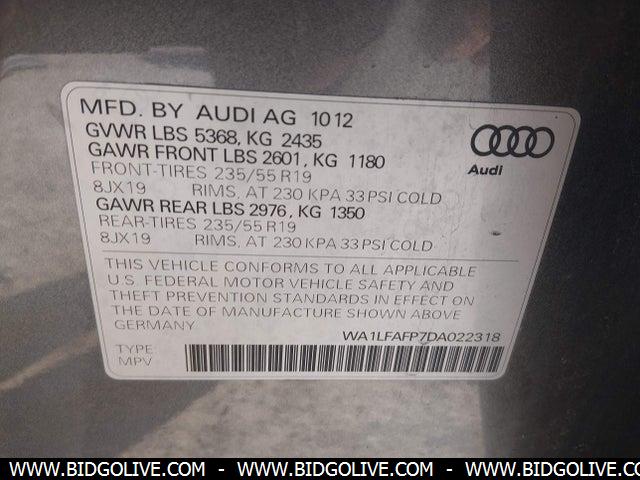 MFD. BY AUDI AG 1012
GVWR LBS 5368, KG 2435
GAWR FRONT LBS 2601, KG 1180
FRONT-TIRES 235/55 R19
8JX19 RIMS, AT 230 KPA 33 PSI COLD
GAWR REAR LBS 2976, KG 1350
REAR-TIRES 235/55 R19
8JX19 RIMS, AT 230 KPA 33 PSI COLD
Audi
THIS VEHICLE CONFORMS TO ALL APPLICABLE
U.S. FEDERAL MOTOR VEHICLE SAFETY AND
THEFT PREVENTION STANDARDS IN EFFECT ON
THE DATE OF MANUFACTURE SHOWN ABOVE
GERMANY
WA1LFAFP7DA022318
TYPE:
MPV
WWW.BIDGOLIVE.COM - WWW.BIDGOLIVE.COM - WWW.BIDGOLIVE.COM